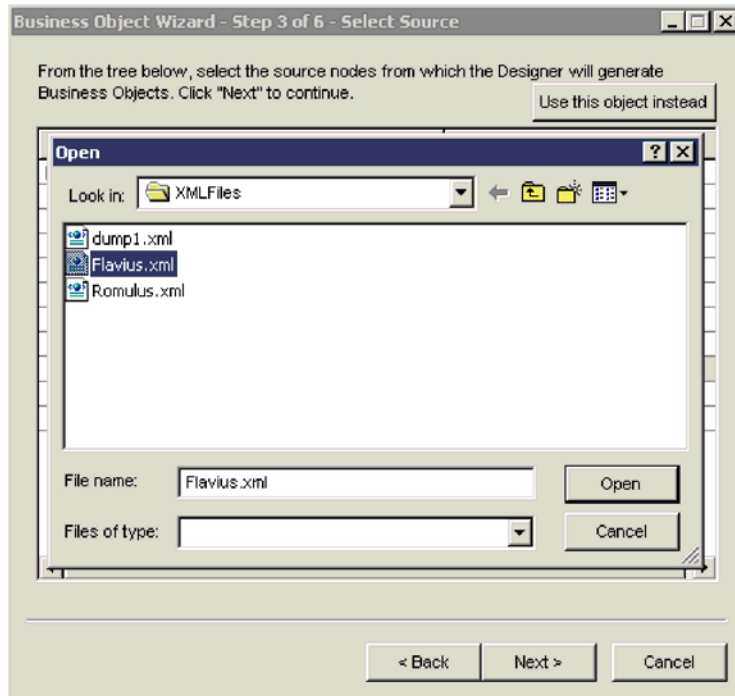 Business Object Wizard - Step 3 of 6 - Select Source
From the tree below, select the source nodes from which the Designer will generate
Business Objects. Click "Next" to continue.
Use this object instead
Open
Look in: XMLFiles
dump1.xml
Flavius.xml
Romulus.xml
File name: Flavius.xml
Open
Files of type:
Cancel
< Back
Next >
Cancel